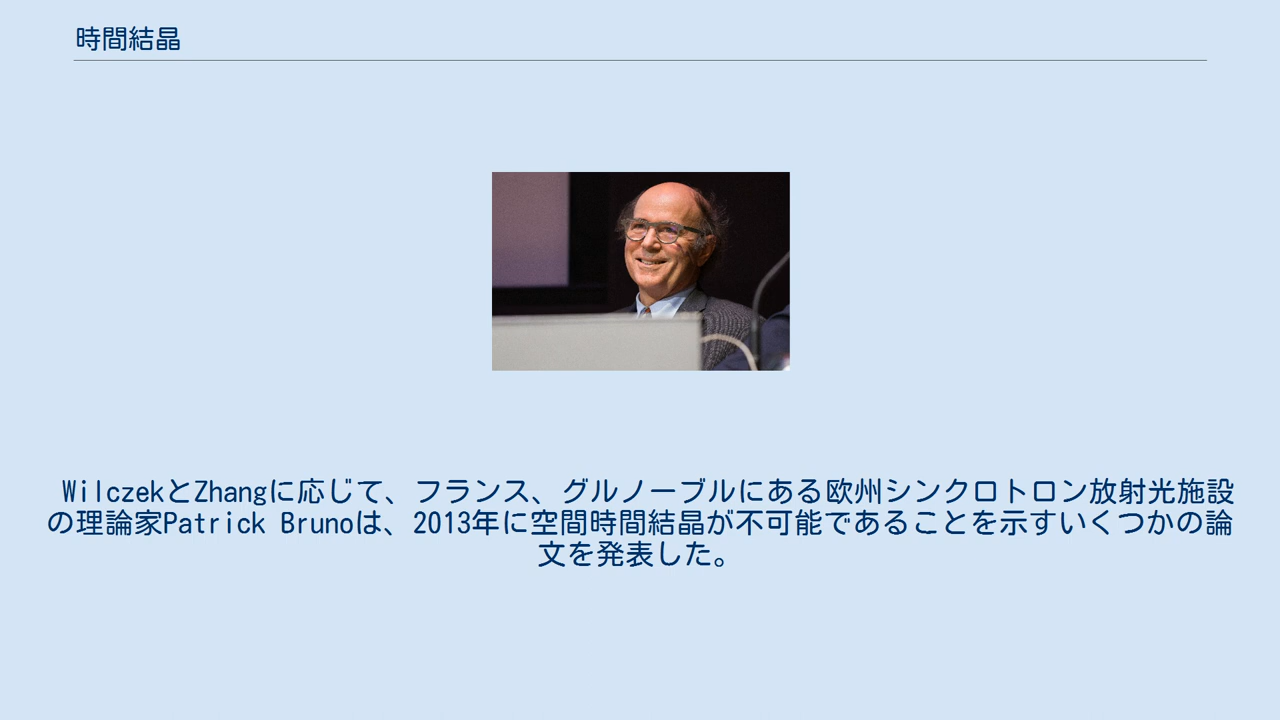 時間結晶
WilczekとZhangに応じて、フランス、グルノーブルにある欧州シンクロトロン放射光施設
の理論家Patrick Brunoは、2013年に空間時間結晶が不可能であることを示すいくつかの論
文を発表した。